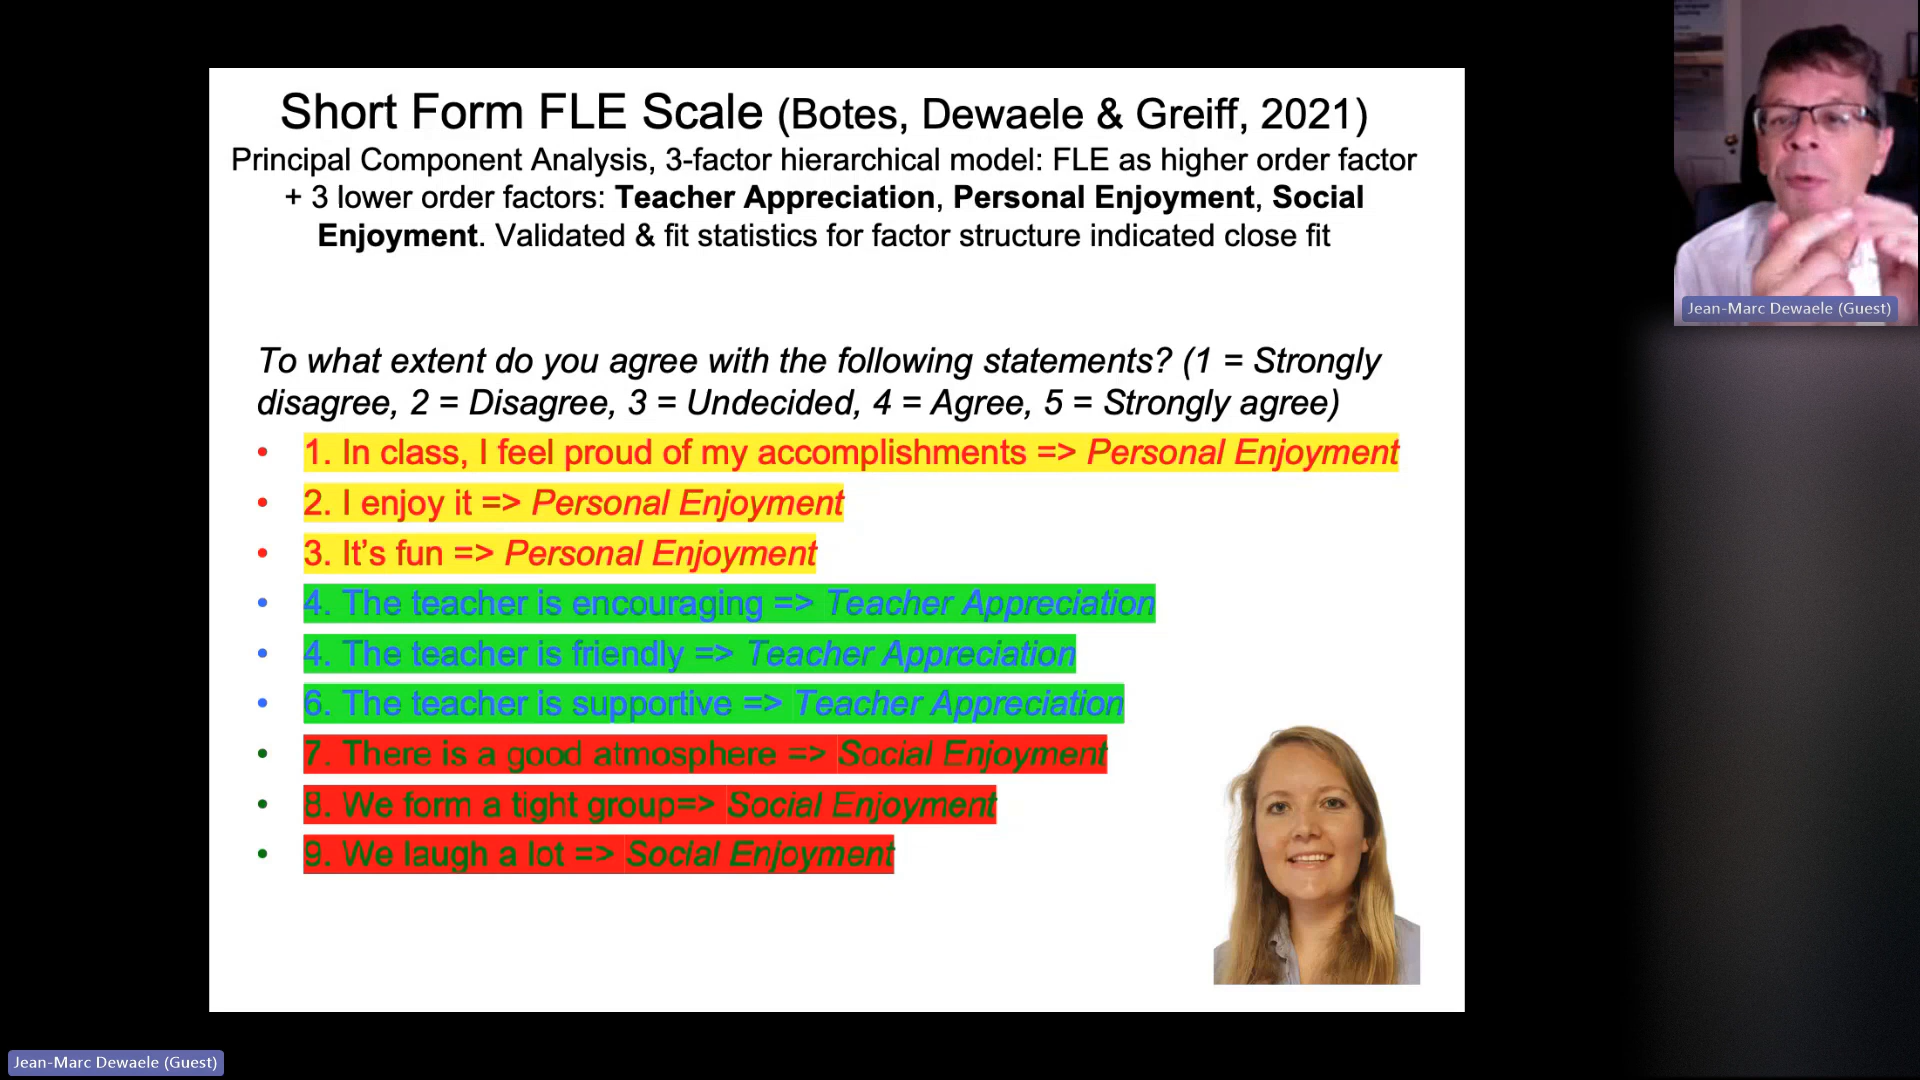 Short Form FLE Scale (Botes, Dewaele & Greiff, 2021)
Principal Component Analysis, 3-factor hierarchical model: FLE as higher order factor
+ 3 lower order factors: Teacher Appreciation, Personal Enjoyment, Social
Enjoyment. Validated & fit statistics for factor structure indicated close fit
To what extent do you agree with the following statements? (1 = Strongly
disagree, 2 = Disagree, 3 = Undecided, 4 = Agree, 5 = Strongly agree)
• 1. In class, I feel proud of my accomplishments => Personal Enjoyment
• 2. I enjoy it => Personal Enjoyment
• 3. It’s fun => Personal Enjoyment
• 4. The teacher is encouraging => Teacher Appreciation
• 4. The teacher is friendly => Teacher Appreciation
• 6. The teacher is supportive => Teacher Appreciation
• 7. There is a good atmosphere => Social Enjoyment
• 8. We form a tight group=> Social Enjoyment
• 9. We laugh a lot => Social Enjoyment
Jean-Marc Dewaele (Guest)
Jean-Marc Dewaele (Guest)